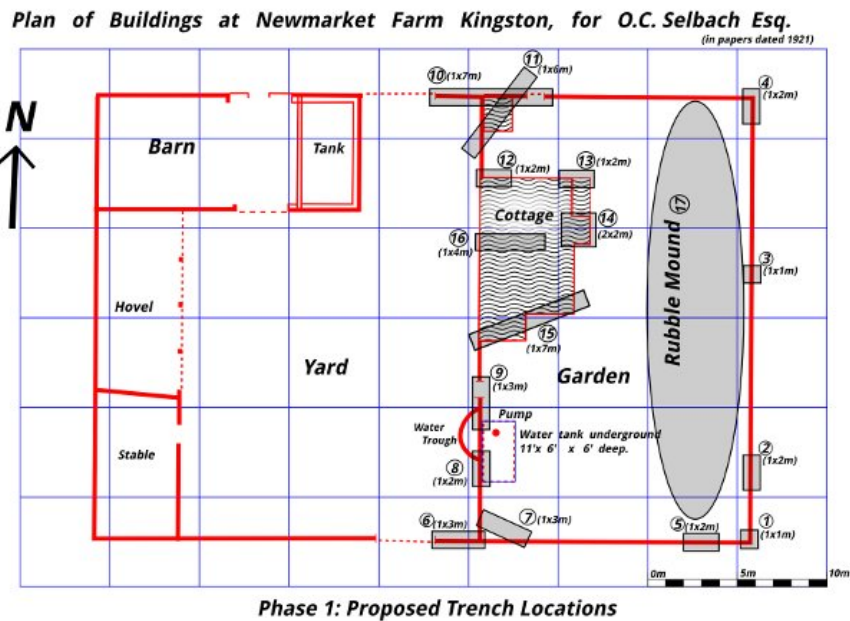 Plan of Buildings at Newmarket Farm Kingston, for O.C. Selbach Esq.
(in papers dated 1921)
N
10 (1x7m)
11 (1x6m)
4 (1x2m)
Barn
Tank
12 (1x2m)
13 (1x2m)
Cottage
14 (2x2m)
16 (1x4m)
Rubble Mound 17
3 (1x1m)
Hovel
15 (1x7m)
Yard
9 (1x3m)
Garden
Pump
Water Trough
Water tank underground
11'x 6' x 6' deep.
Stable
8 (1x2m)
2 (1x2m)
6 (1x3m)
7 (1x3m)
5 (1x2m)
1 (1x1m)
0m 5m 10m
Phase 1: Proposed Trench Locations